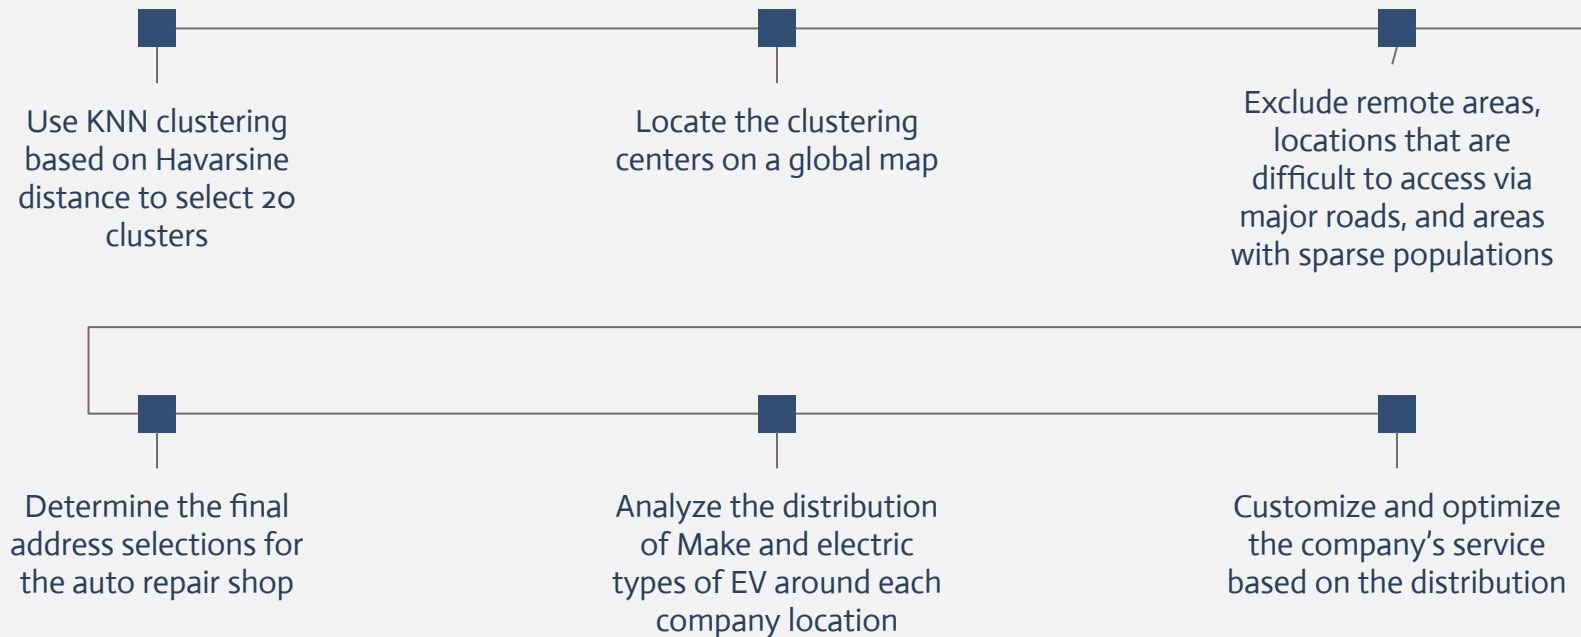 Use KNN clustering
based on Havarsine
distance to select 20
clusters
Locate the clustering
centers on a global map
Exclude remote areas,
locations that are
difficult to access via
major roads, and areas
with sparse populations
Determine the final
address selections for
the auto repair shop
Analyze the distribution
of Make and electric
types of EV around each
company location
Customize and optimize
the company’s service
based on the distribution